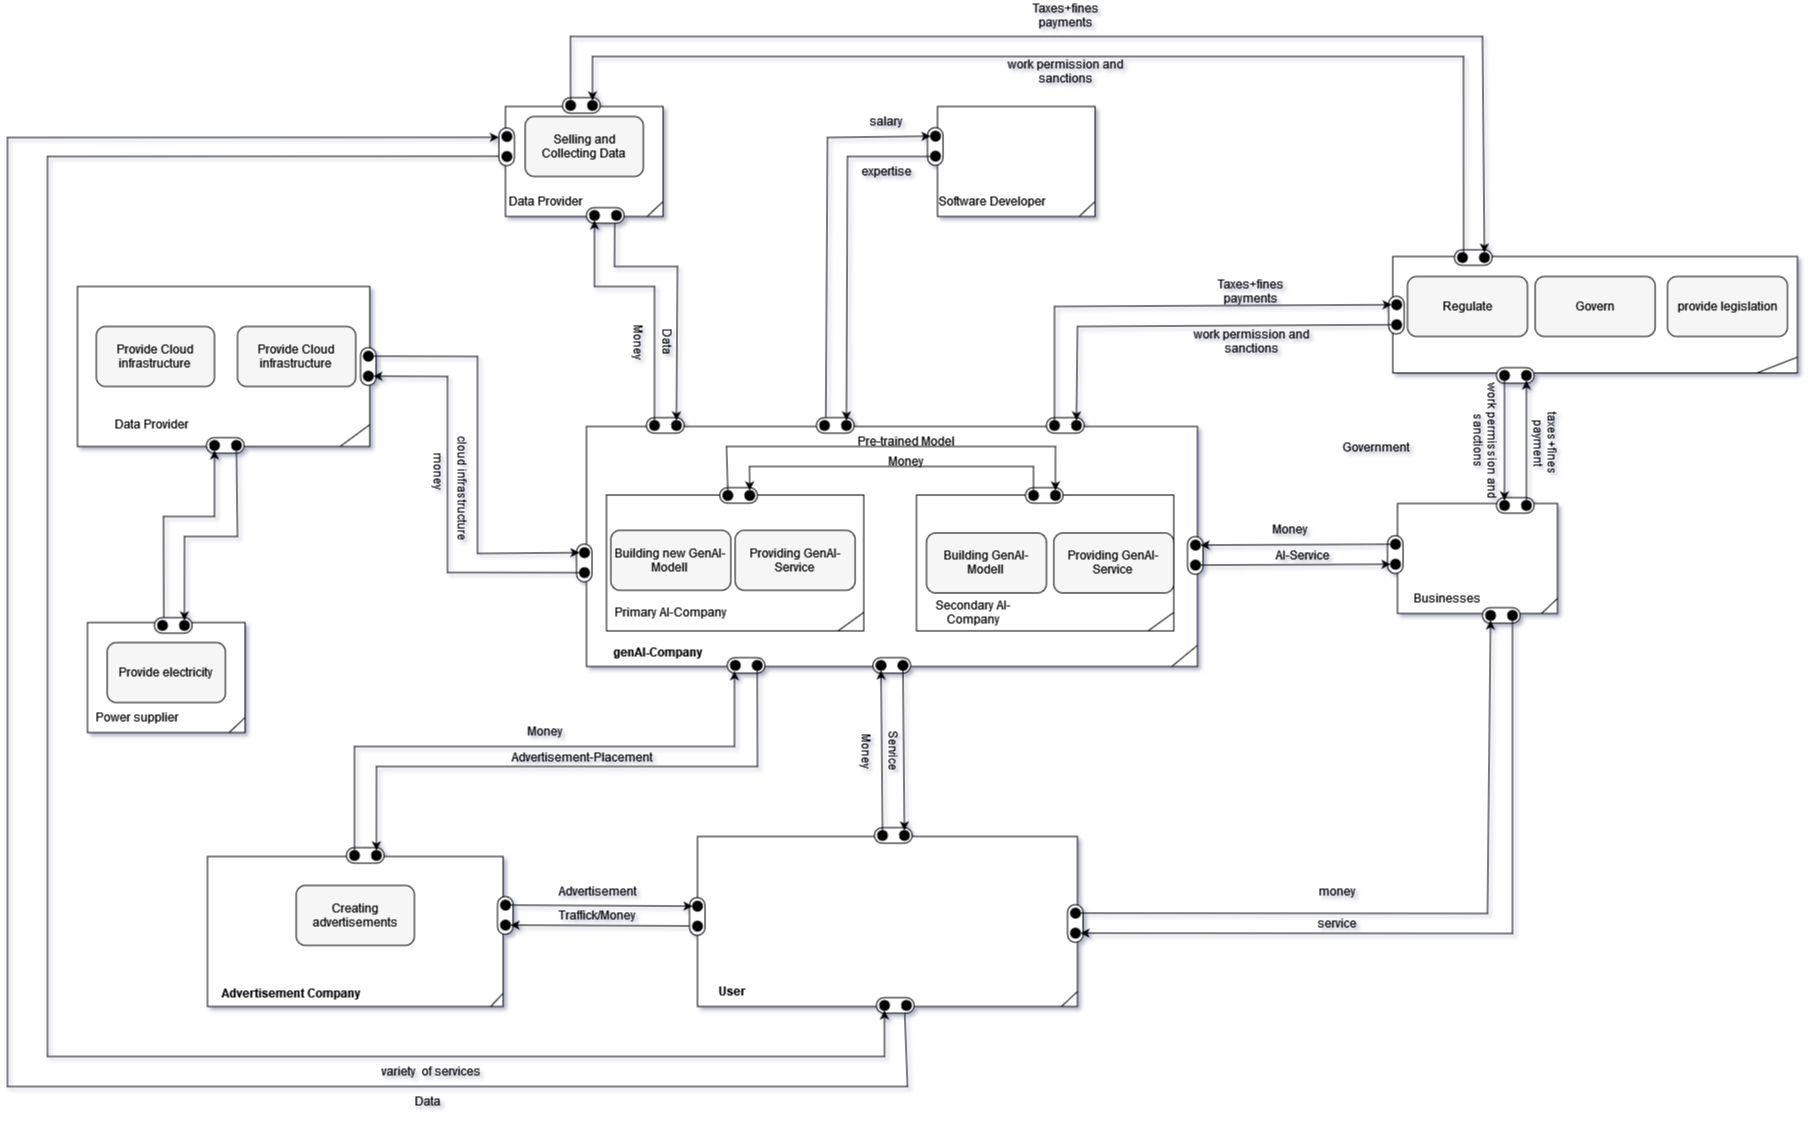 Taxes+fines
payments
work permission and
sanctions
Selling and
Collecting Data
Data Provider
salary
expertise
Software Developer
Taxes+fines
payments
work permission and
sanctions
Regulate
Govern
provide legislation
Government
Provide Cloud
infrastructure
Provide Cloud
infrastructure
Data Provider
Money
Data
cloud infrastructure
money
work permission and
sanctions
taxes+fines
payment
Pre-trained Model
Money
Building new GenAI-
Modell
Providing GenAI-
Service
Primary AI-Company
Building GenAI-
Modell
Providing GenAI-
Service
Secondary AI-
Company
genAI-Company
Money
AI-Service
Businesses
Provide electricity
Power supplier
Money
Advertisement-Placement
Money
Service
Creating
advertisements
Advertisement Company
Advertisement
Traffick/Money
User
money
service
variety of services
Data